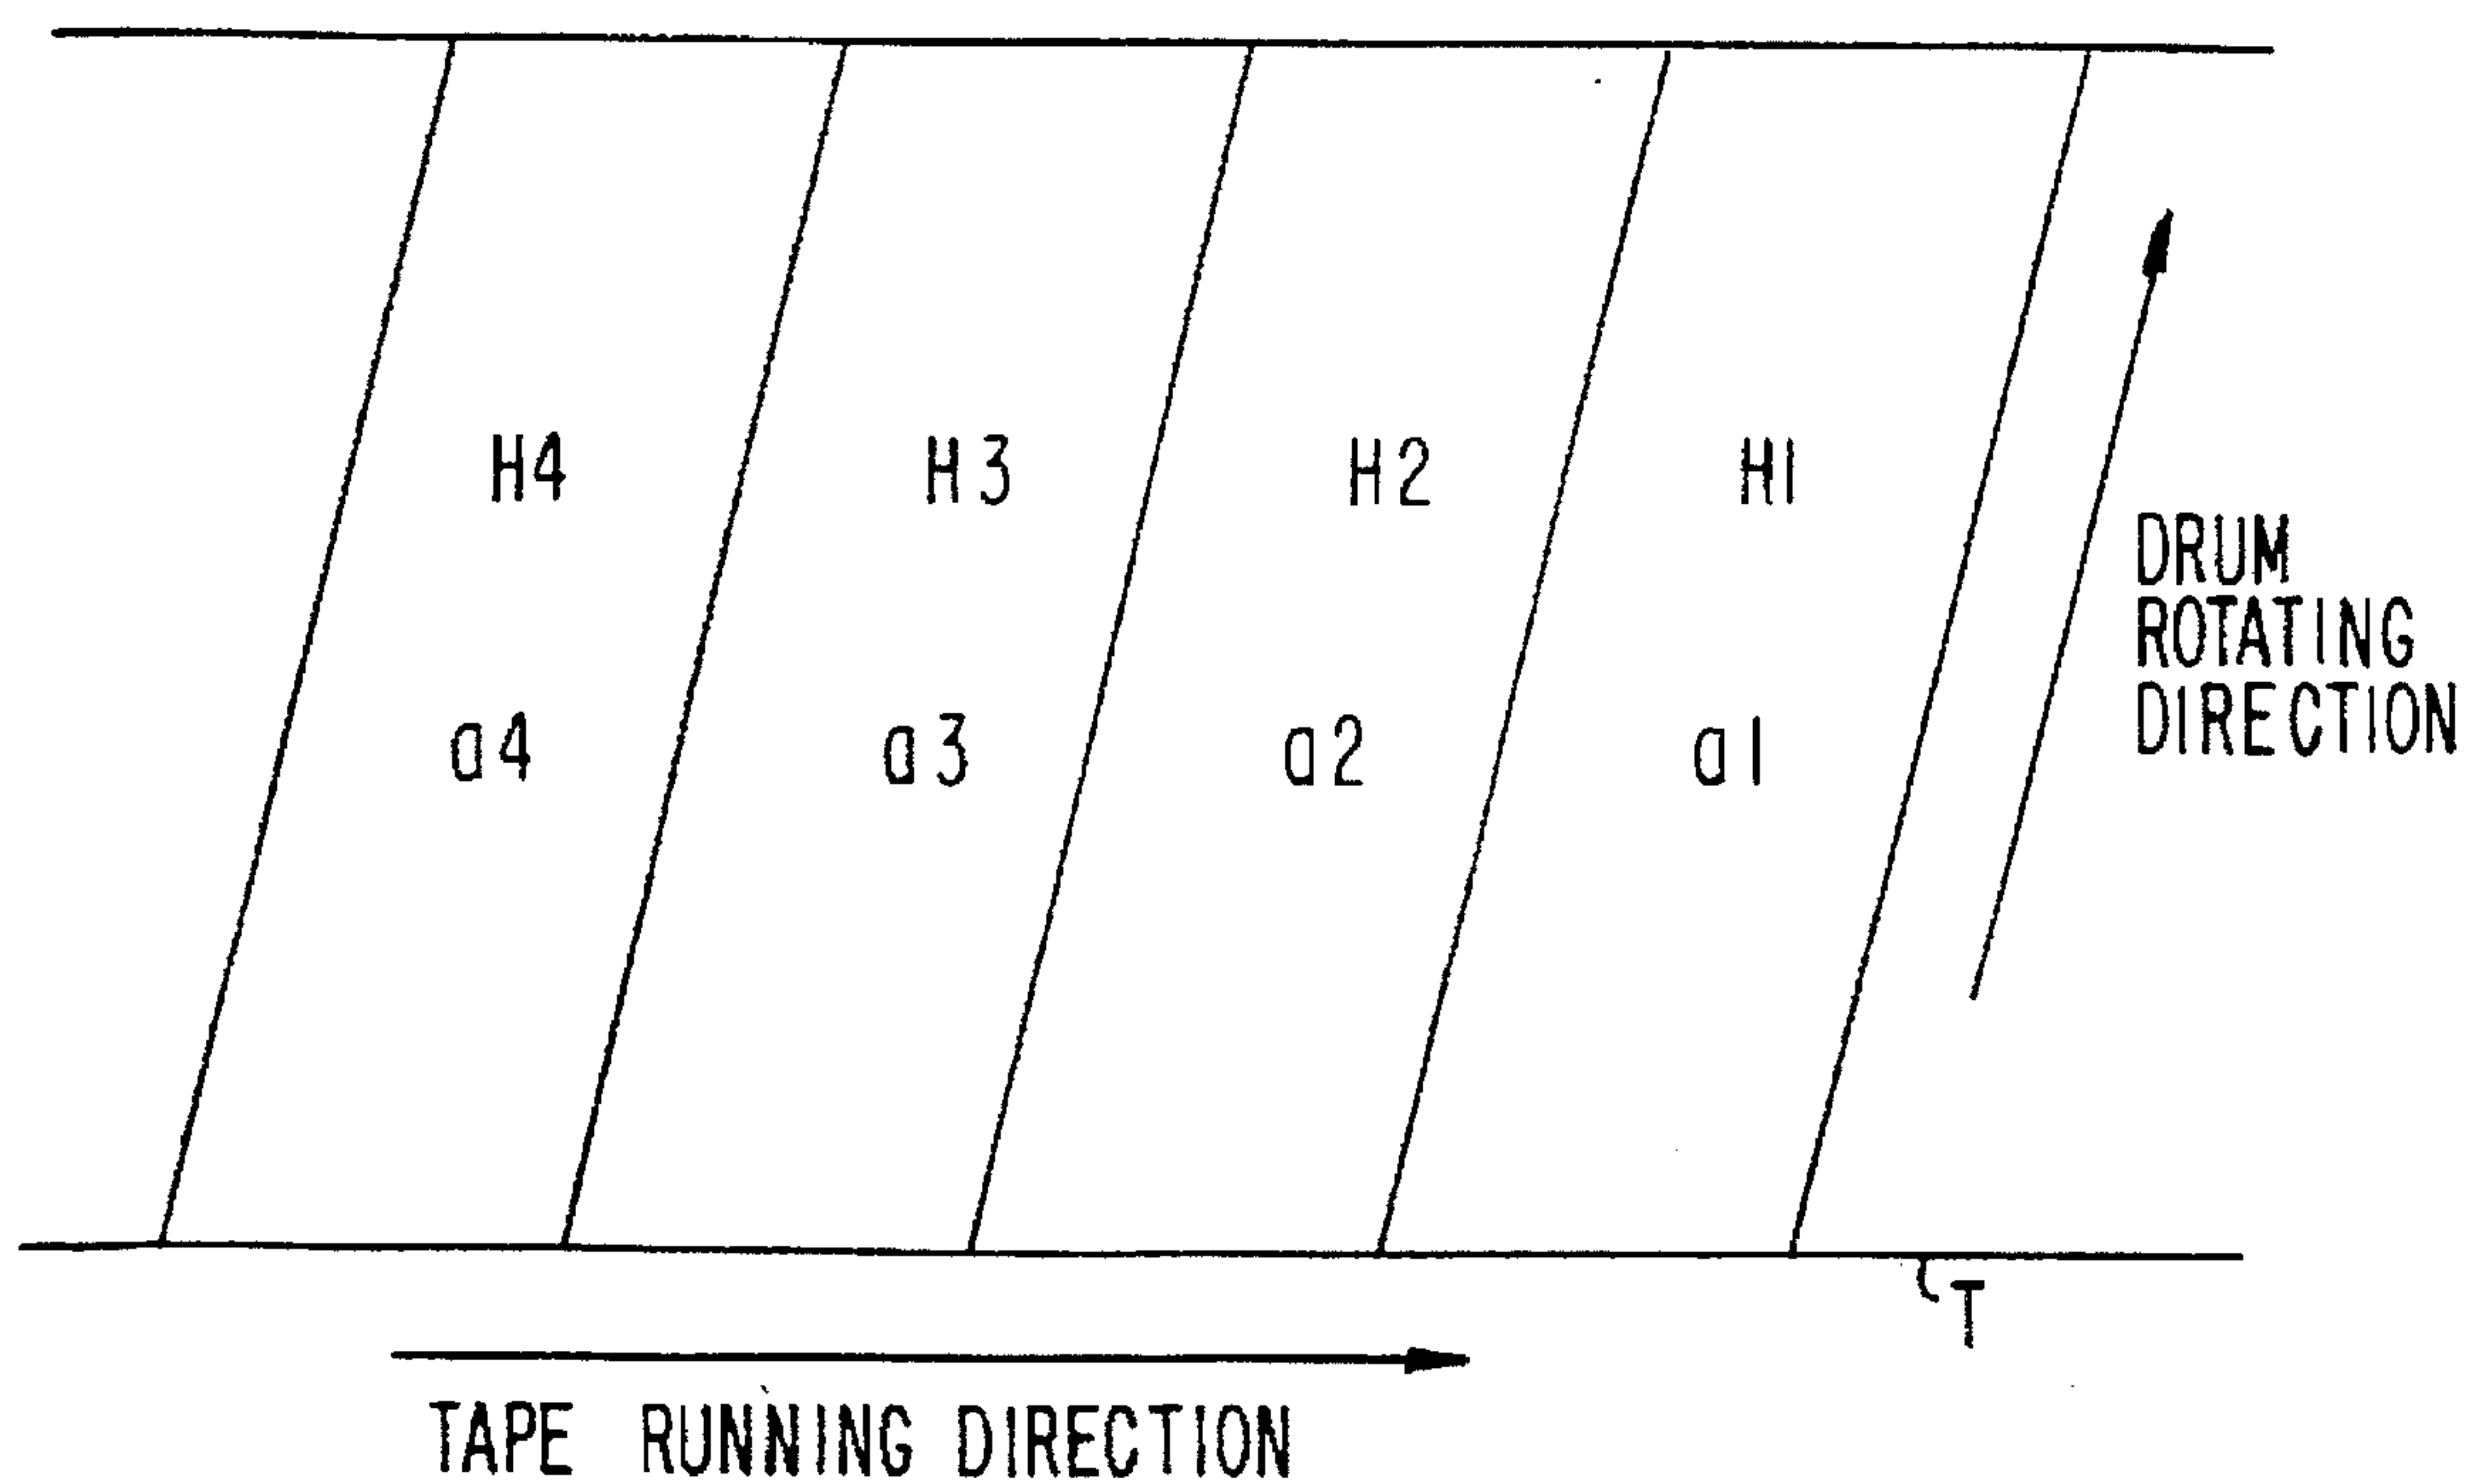 H4 H3 H2 H1
DRUM
ROTATING
DIRECTION
a4 a3 a2 a1
T
TAPE RUNNING DIRECTION